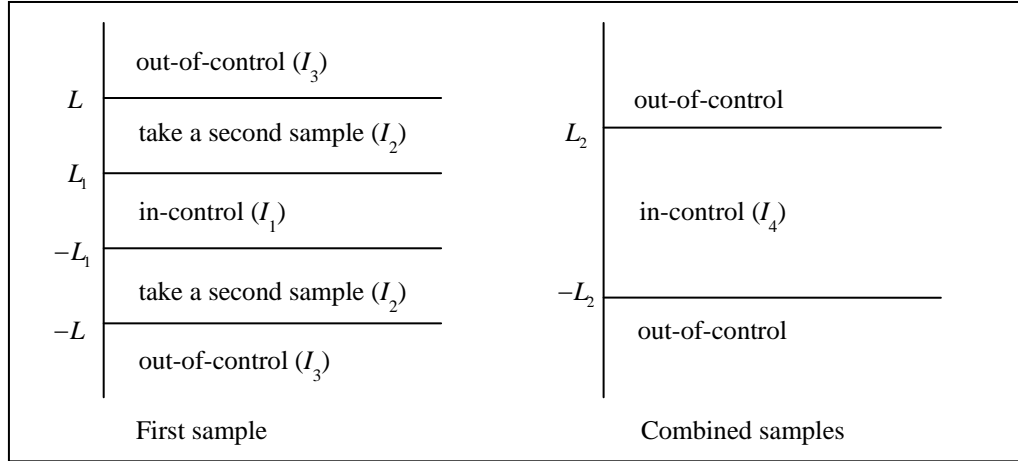 out-of-control (I₃)
L
take a second sample (I₂)
L₁
in-control (I₁)
−L₁
take a second sample (I₂)
−L
out-of-control (I₃)
First sample
out-of-control
L₂
in-control (I₄)
−L₂
out-of-control
Combined samples